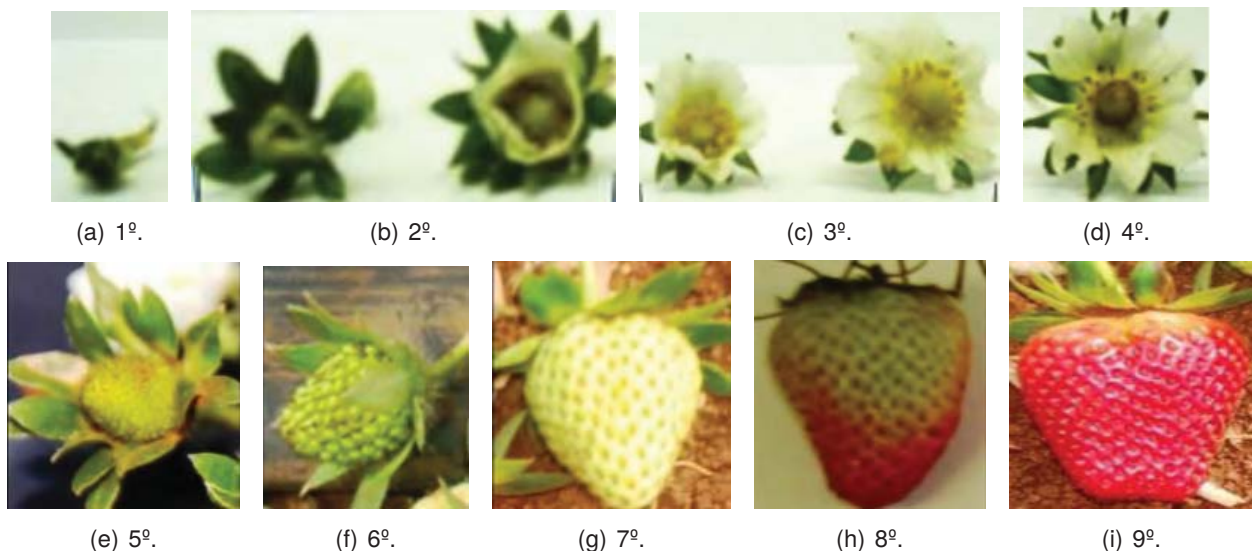 (a) 1º.
(b) 2º.
(c) 3º.
(d) 4º.
(e) 5º.
(f) 6º.
(g) 7º.
(h) 8º.
(i) 9º.